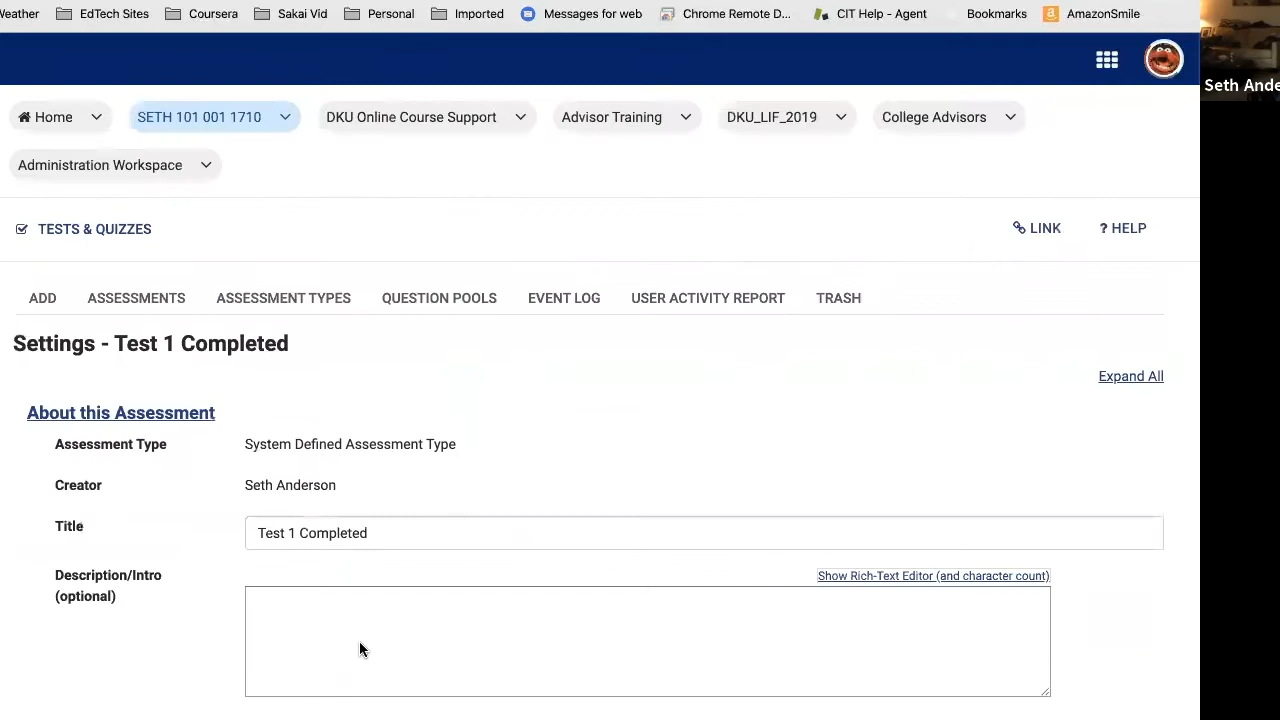 Weather EdTech Sites Coursera Sakai Vid Personal Imported Messages for web Chrome Remote D... CIT Help - Agent Bookmarks AmazonSmile
Seth Ande
Home SETH 101 001 1710 DKU Online Course Support Advisor Training DKU_LIF_2019 College Advisors
Administration Workspace
TESTS & QUIZZES LINK ? HELP
ADD ASSESSMENTS ASSESSMENT TYPES QUESTION POOLS EVENT LOG USER ACTIVITY REPORT TRASH
Settings - Test 1 Completed
Expand All
About this Assessment
Assessment Type System Defined Assessment Type
Creator Seth Anderson
Title Test 1 Completed
Description/Intro Show Rich-Text Editor (and character count)
(optional)